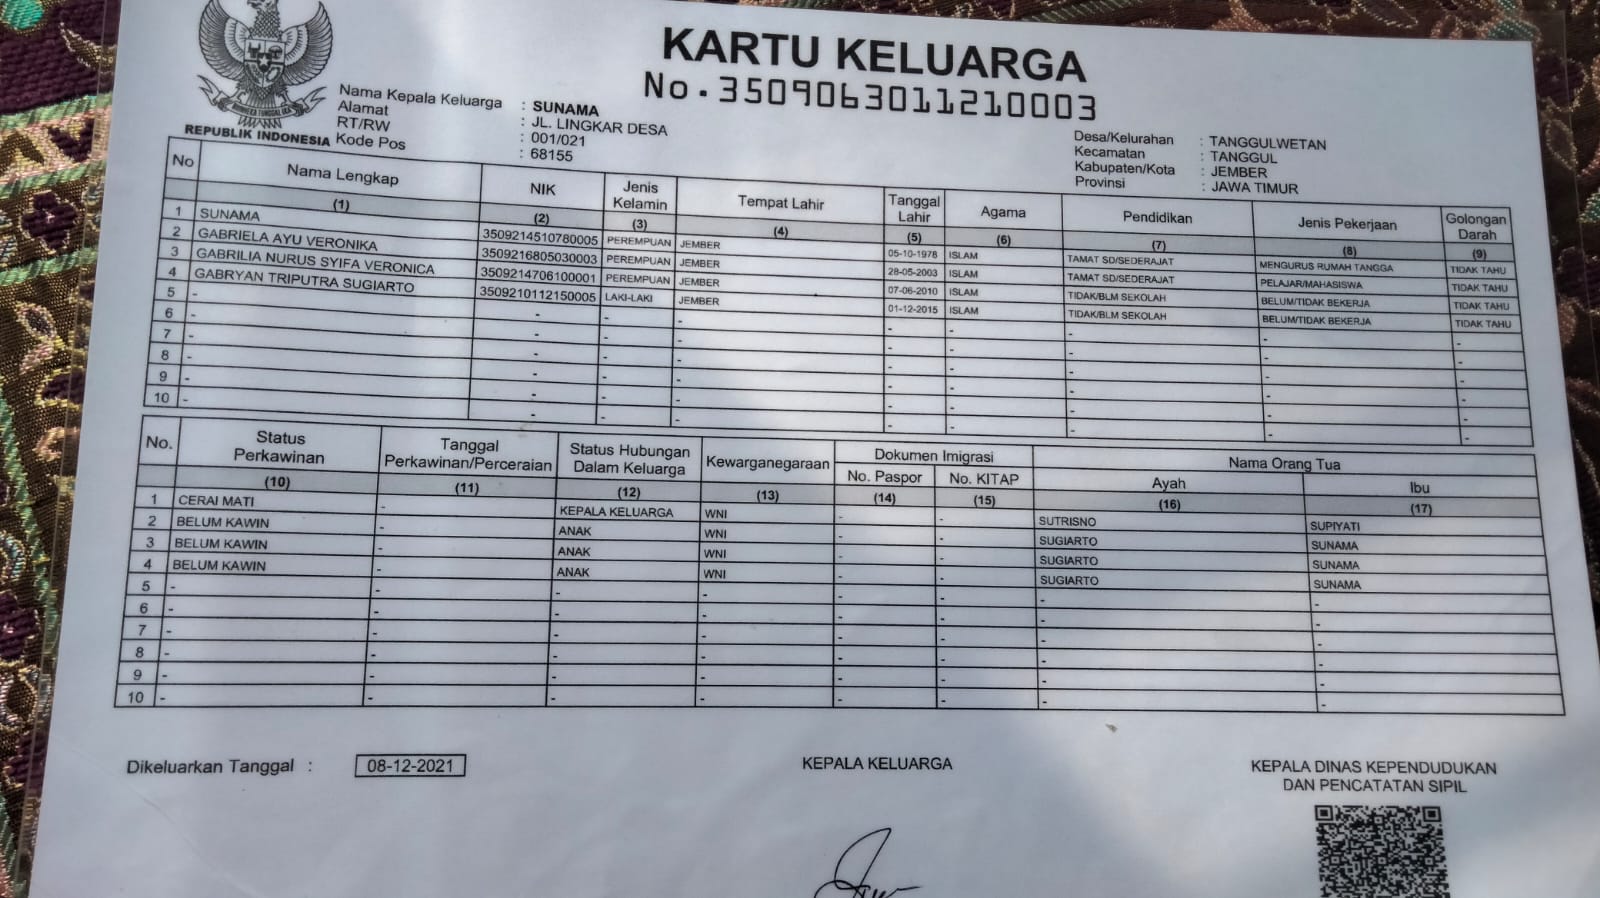 KARTU KELUARGA
No.3509063011210003
REPUBLIK INDONESIA
Nama Kepala Keluarga : SUNAMA
Alamat : JL. LINGKAR DESA
RT/RW : 001/021
Kode Pos : 68155
Desa/Kelurahan : TANGGULWETAN
Kecamatan : TANGGUL
Kabupaten/Kota : JEMBER
Provinsi : JAWA TIMUR
No Nama Lengkap NIK Jenis Kelamin Tempat Lahir Tanggal Lahir Agama Pendidikan Jenis Pekerjaan Golongan Darah
(1) (2) (3) (4) (5) (6) (7) (8) (9)
1 SUNAMA 3509214510780005 PEREMPUAN JEMBER 05-10-1978 ISLAM TAMAT SD/SEDERAJAT MENGURUS RUMAH TANGGA TIDAK TAHU
2 GABRIELA AYU VERONIKA 3509216805030003 PEREMPUAN JEMBER 28-05-2003 ISLAM TAMAT SD/SEDERAJAT PELAJAR/MAHASISWA TIDAK TAHU
3 GABRILIA NURUS SYIFA VERONICA 3509214706100001 PEREMPUAN JEMBER 07-06-2010 ISLAM TIDAK/BLM SEKOLAH BELUM/TIDAK BEKERJA TIDAK TAHU
4 GABRYAN TRIPUTRA SUGIARTO 3509210112150005 LAKI-LAKI JEMBER 01-12-2015 ISLAM TIDAK/BLM SEKOLAH BELUM/TIDAK BEKERJA TIDAK TAHU
5 - - - - - - - - -
6 - - - - - - - - -
7 - - - - - - - - -
8 - - - - - - - - -
9 - - - - - - - - -
10 - - - - - - - - -
No. Status Perkawinan Tanggal Perkawinan/Perceraian Status Hubungan Dalam Keluarga Kewarganegaraan Dokumen Imigrasi Nama Orang Tua
No. Paspor No. KITAP Ayah Ibu
(10) (11) (12) (13) (14) (15) (16) (17)
1 CERAI MATI - KEPALA KELUARGA WNI - - SUTRISNO SUPIYATI
2 BELUM KAWIN - ANAK WNI - - SUGIARTO SUNAMA
3 BELUM KAWIN - ANAK WNI - - SUGIARTO SUNAMA
4 BELUM KAWIN - ANAK WNI - - SUGIARTO SUNAMA
5 - - - - - - - -
6 - - - - - - - -
7 - - - - - - - -
8 - - - - - - - -
9 - - - - - - - -
10 - - - - - - - -
Dikeluarkan Tanggal : 08-12-2021
KEPALA KELUARGA
KEPALA DINAS KEPENDUDUKAN
DAN PENCATATAN SIPIL